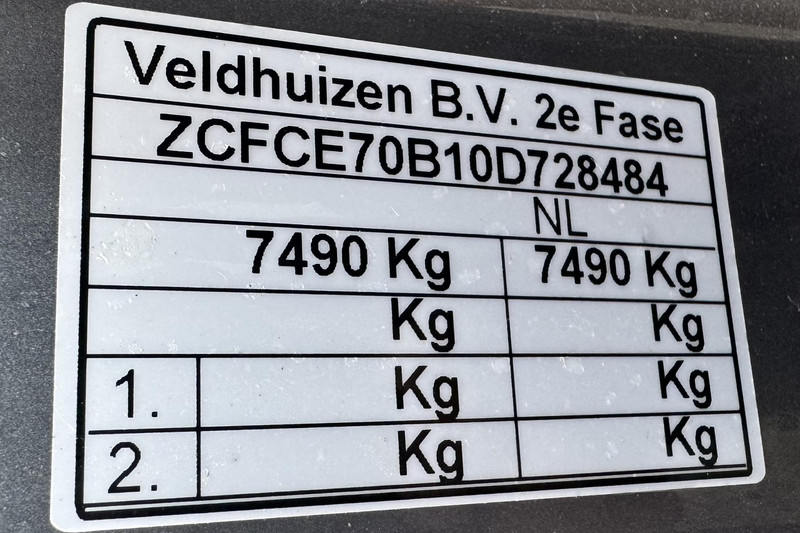 Veldhuizen B.V. 2e Fase
ZCFCE70B10D728484
NL
7490 Kg 7490 Kg
Kg Kg
1. Kg Kg
2. Kg Kg